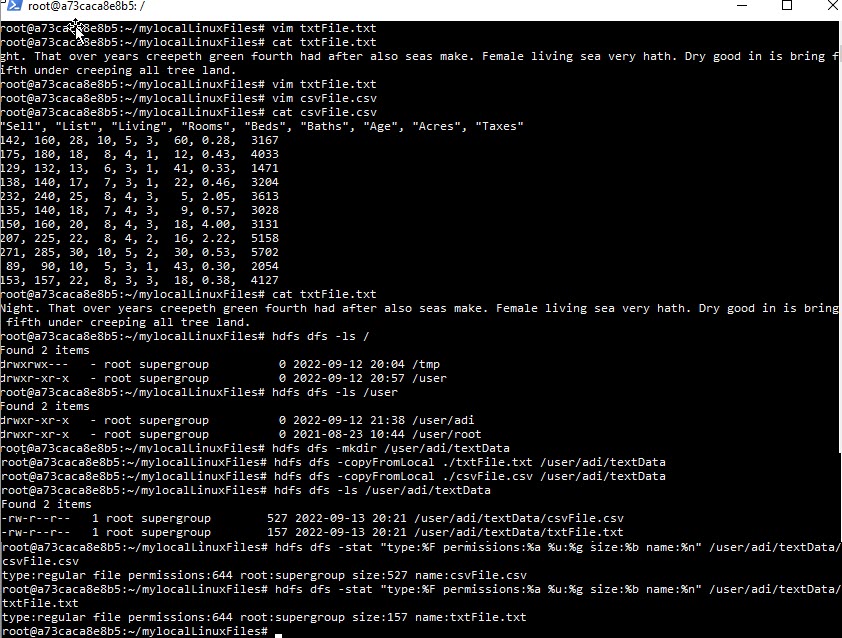 root@a73caca8e8b5: /
root@a73caca8e8b5:~/mylocalLinuxFiles# vim txtFile.txt
root@a73caca8e8b5:~/mylocalLinuxFiles# cat txtFile.txt
ght. That over years creepeth green fourth had after also seas make. Female living sea very hath. Dry good in is bring f
ifth under creeping all tree land.
root@a73caca8e8b5:~/mylocalLinuxFiles# vim txtFile.txt
root@a73caca8e8b5:~/mylocalLinuxFiles# vim csvFile.csv
root@a73caca8e8b5:~/mylocalLinuxFiles# cat csvFile.csv
"Sell", "List", "Living", "Rooms", "Beds", "Baths", "Age", "Acres", "Taxes"
142, 160, 28, 10, 5, 3,  60, 0.28,  3167
175, 180, 18,  8, 4, 1,  12, 0.43,  4033
129, 132, 13,  6, 3, 1,  41, 0.33,  1471
138, 140, 17,  7, 3, 1,  22, 0.46,  3204
232, 240, 25,  8, 4, 3,   5, 2.05,  3613
135, 140, 18,  7, 4, 3,   9, 0.57,  3028
150, 160, 20,  8, 4, 3,  18, 4.00,  3131
207, 225, 22,  8, 4, 2,  16, 2.22,  5158
271, 285, 30, 10, 5, 2,  30, 0.53,  5702
 89,  90, 10,  5, 3, 1,  43, 0.30,  2054
153, 157, 22,  8, 3, 3,  18, 0.38,  4127
root@a73caca8e8b5:~/mylocalLinuxFiles# cat txtFile.txt
Night. That over years creepeth green fourth had after also seas make. Female living sea very hath. Dry good in is bring
 fifth under creeping all tree land.
root@a73caca8e8b5:~/mylocalLinuxFiles# hdfs dfs -ls /
Found 2 items
drwxrwx---   - root supergroup          0 2022-09-12 20:04 /tmp
drwxr-xr-x   - root supergroup          0 2022-09-12 20:57 /user
root@a73caca8e8b5:~/mylocalLinuxFiles# hdfs dfs -ls /user
Found 2 items
drwxr-xr-x   - root supergroup          0 2022-09-12 21:38 /user/adi
drwxr-xr-x   - root supergroup          0 2021-08-23 10:44 /user/root
root@a73caca8e8b5:~/mylocalLinuxFiles# hdfs dfs -mkdir /user/adi/textData
root@a73caca8e8b5:~/mylocalLinuxFiles# hdfs dfs -copyFromLocal ./txtFile.txt /user/adi/textData
root@a73caca8e8b5:~/mylocalLinuxFiles# hdfs dfs -copyFromLocal ./csvFile.csv /user/adi/textData
root@a73caca8e8b5:~/mylocalLinuxFiles# hdfs dfs -ls /user/adi/textData
Found 2 items
-rw-r--r--   1 root supergroup        527 2022-09-13 20:21 /user/adi/textData/csvFile.csv
-rw-r--r--   1 root supergroup        157 2022-09-13 20:21 /user/adi/textData/txtFile.txt
root@a73caca8e8b5:~/mylocalLinuxFiles# hdfs dfs -stat "type:%F permissions:%a %u:%g size:%b name:%n" /user/adi/textData/
csvFile.csv
type:regular file permissions:644 root:supergroup size:527 name:csvFile.csv
root@a73caca8e8b5:~/mylocalLinuxFiles# hdfs dfs -stat "type:%F permissions:%a %u:%g size:%b name:%n" /user/adi/textData/
txtFile.txt
type:regular file permissions:644 root:supergroup size:157 name:txtFile.txt
root@a73caca8e8b5:~/mylocalLinuxFiles#